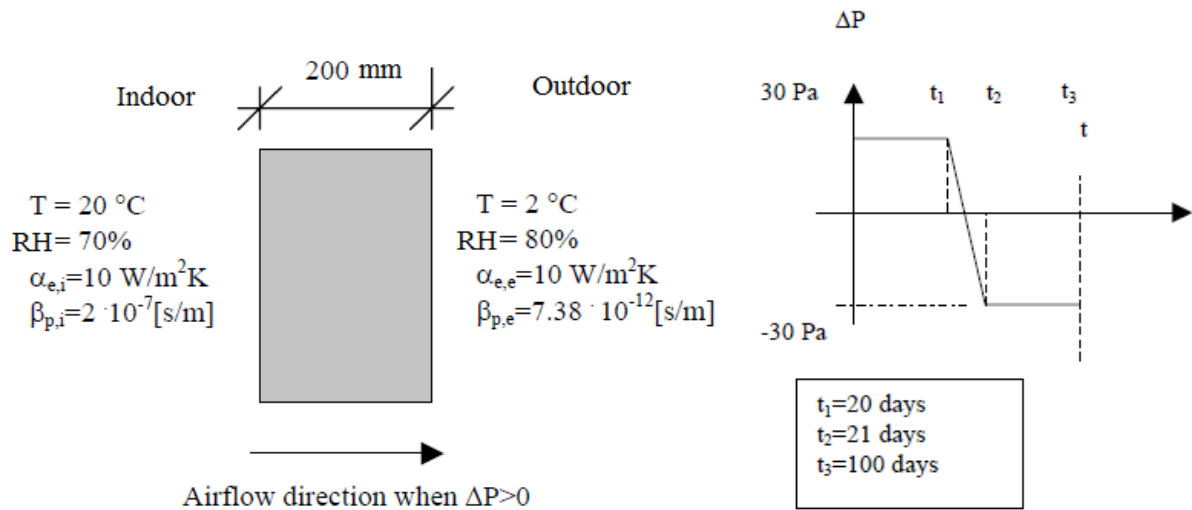 200 mm
Indoor
Outdoor
T = 20 °C
RH= 70%
αe,i=10 W/m²K
βp,i=2 ·10⁻⁷[s/m]
T = 2 °C
RH= 80%
αe,e=10 W/m²K
βp,e=7.38 · 10⁻¹²[s/m]
Airflow direction when ΔP>0
ΔP
30 Pa
t₁
t₂
t₃
t
-30 Pa
t₁=20 days
t₂=21 days
t₃=100 days